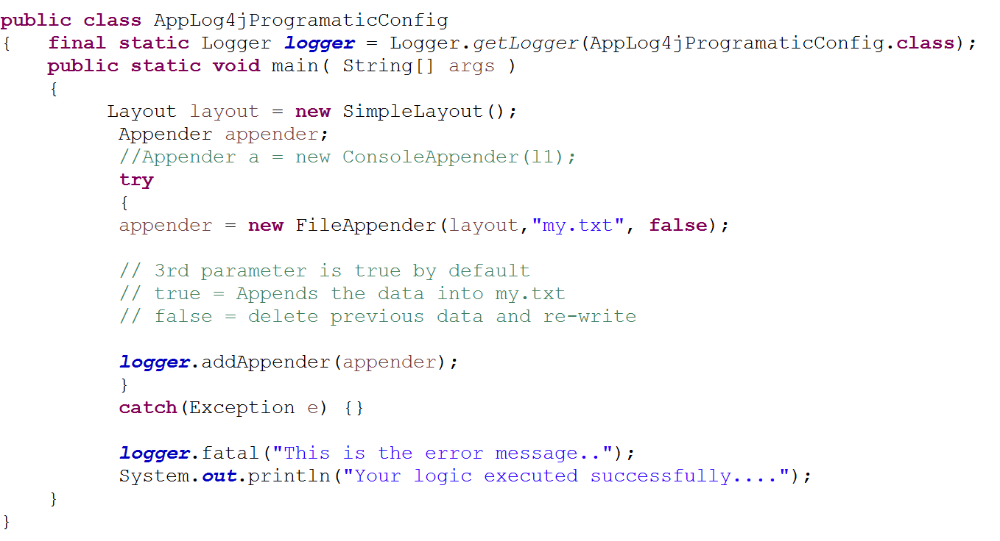 public class AppLog4jProgramaticConfig
{   final static Logger logger = Logger.getLogger(AppLog4jProgramaticConfig.class);
    public static void main( String[] args )
    {
         Layout layout = new SimpleLayout();
          Appender appender;
          //Appender a = new ConsoleAppender(l1);
          try
          {
          appender = new FileAppender(layout,"my.txt", false);

          // 3rd parameter is true by default
          // true = Appends the data into my.txt
          // false = delete previous data and re-write

          logger.addAppender(appender);
          }
          catch(Exception e) {}

          logger.fatal("This is the error message..");
          System.out.println("Your logic executed successfully....");
    }
}